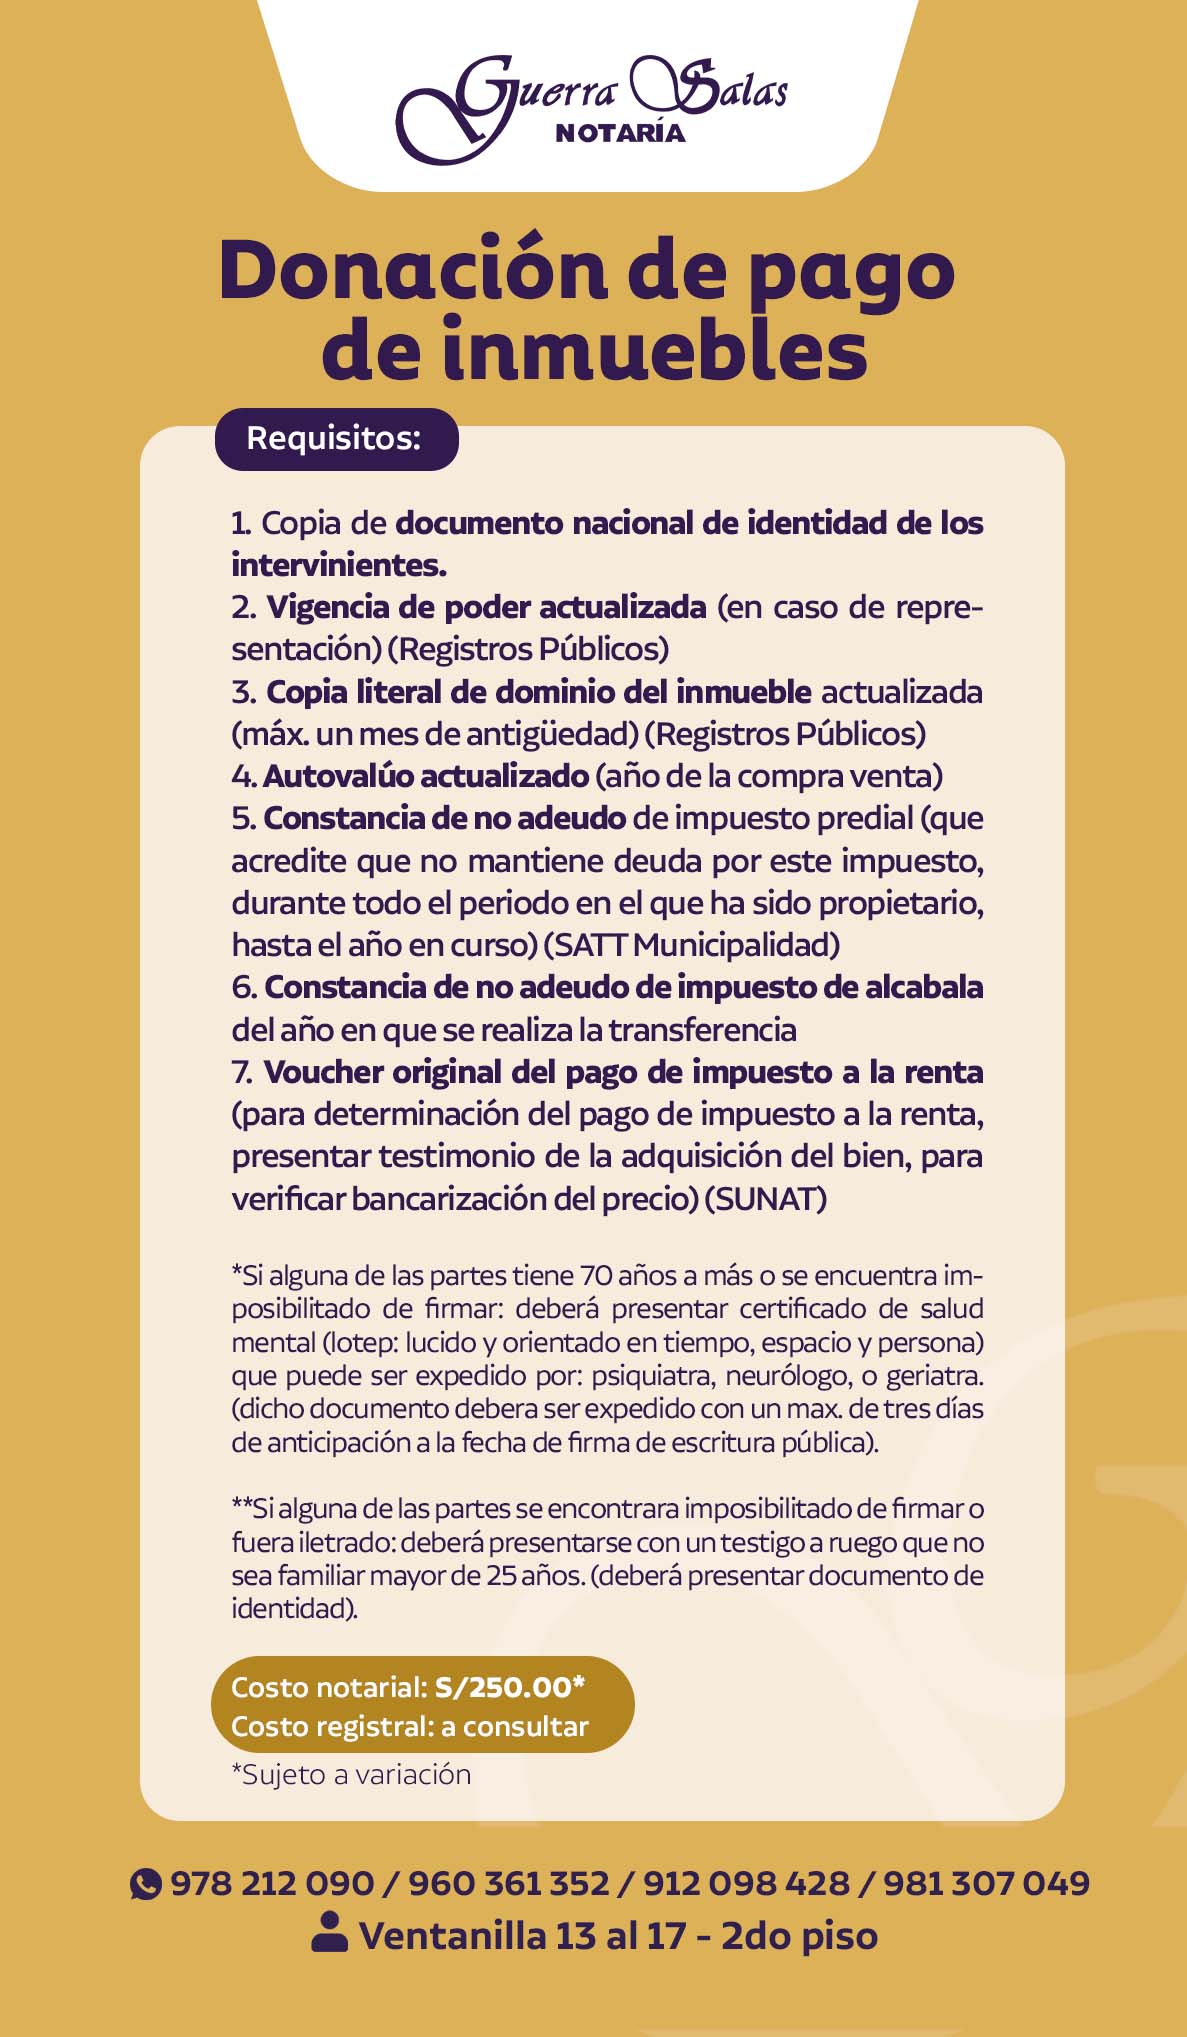 Guerra Salas
NOTARÍA
Donación de pago
de inmuebles
Requisitos:
1. Copia de documento nacional de identidad de los
intervinientes.
2. Vigencia de poder actualizada (en caso de repre-
sentación) (Registros Públicos)
3. Copia literal de dominio del inmueble actualizada
(máx. un mes de antigüedad) (Registros Públicos)
4. Autovalúo actualizado (año de la compra venta)
5. Constancia de no adeudo de impuesto predial (que
acredite que no mantiene deuda por este impuesto,
durante todo el periodo en el que ha sido propietario,
hasta el año en curso) (SATT Municipalidad)
6. Constancia de no adeudo de impuesto de alcabala
del año en que se realiza la transferencia
7. Voucher original del pago de impuesto a la renta
(para determinación del pago de impuesto a la renta,
presentar testimonio de la adquisición del bien, para
verificar bancarización del precio) (SUNAT)
*Si alguna de las partes tiene 70 años a más o se encuentra im-
posibilitado de firmar: deberá presentar certificado de salud
mental (lotep: lucido y orientado en tiempo, espacio y persona)
que puede ser expedido por: psiquiatra, neurólogo, o geriatra.
(dicho documento debera ser expedido con un max. de tres días
de anticipación a la fecha de firma de escritura pública).
**Si alguna de las partes se encontrara imposibilitado de firmar o
fuera iletrado: deberá presentarse con un testigo a ruego que no
sea familiar mayor de 25 años. (deberá presentar documento de
identidad).
Costo notarial: S/250.00*
Costo registral: a consultar
*Sujeto a variación
978 212 090 / 960 361 352 / 912 098 428 / 981 307 049
Ventanilla 13 al 17 - 2do piso